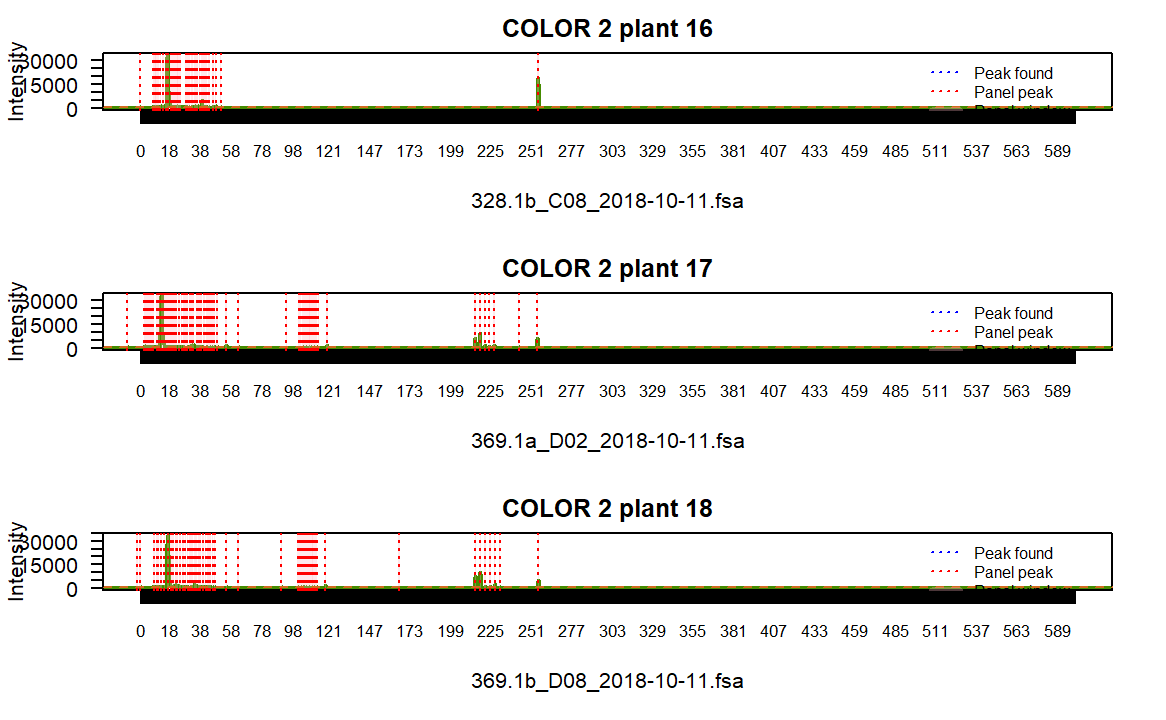 COLOR 2 plant 16
Intensity
30000
15000
0
Peak found
Panel peak
0 18 38 58 78 98 121 147 173 199 225 251 277 303 329 355 381 407 433 459 485 511 537 563 589
328.1b_C08_2018-10-11.fsa
COLOR 2 plant 17
Intensity
30000
15000
0
Peak found
Panel peak
0 18 38 58 78 98 121 147 173 199 225 251 277 303 329 355 381 407 433 459 485 511 537 563 589
369.1a_D02_2018-10-11.fsa
COLOR 2 plant 18
Intensity
30000
15000
0
Peak found
Panel peak
0 18 38 58 78 98 121 147 173 199 225 251 277 303 329 355 381 407 433 459 485 511 537 563 589
369.1b_D08_2018-10-11.fsa